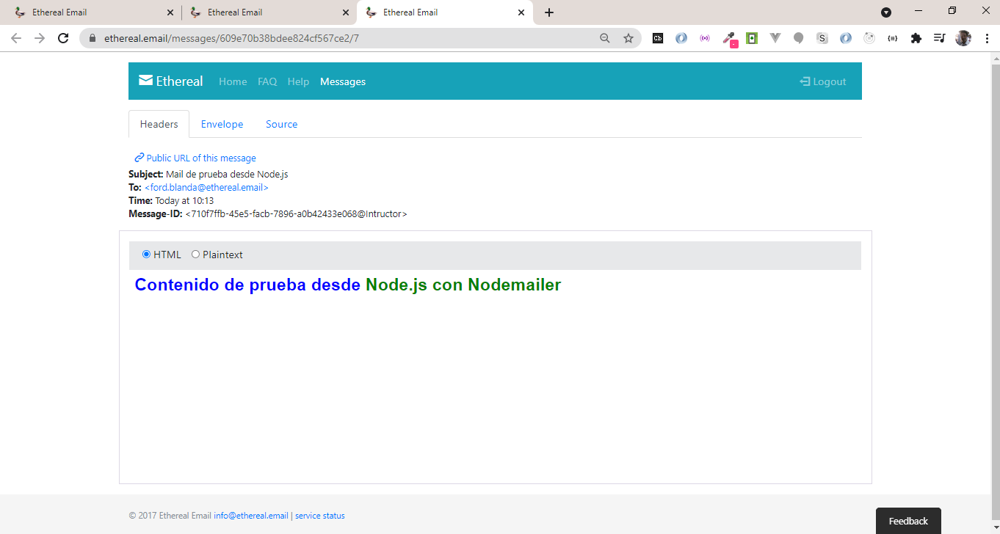 Ethereal Email
Ethereal Email
Ethereal Email
ethereal.email/messages/609e70b38bdee824cf567ce2/7
Cb
S
Ethereal Home FAQ Help Messages Logout
Headers Envelope Source
Public URL of this message
Subject: Mail de prueba desde Node.js
To: <ford.blanda@ethereal.email>
Time: Today at 10:13
Message-ID: <710f7ffb-45e5-facb-7896-a0b42433e068@Intructor>
HTML Plaintext
Contenido de prueba desde Node.js con Nodemailer
© 2017 Ethereal Email info@ethereal.email | service status
Feedback